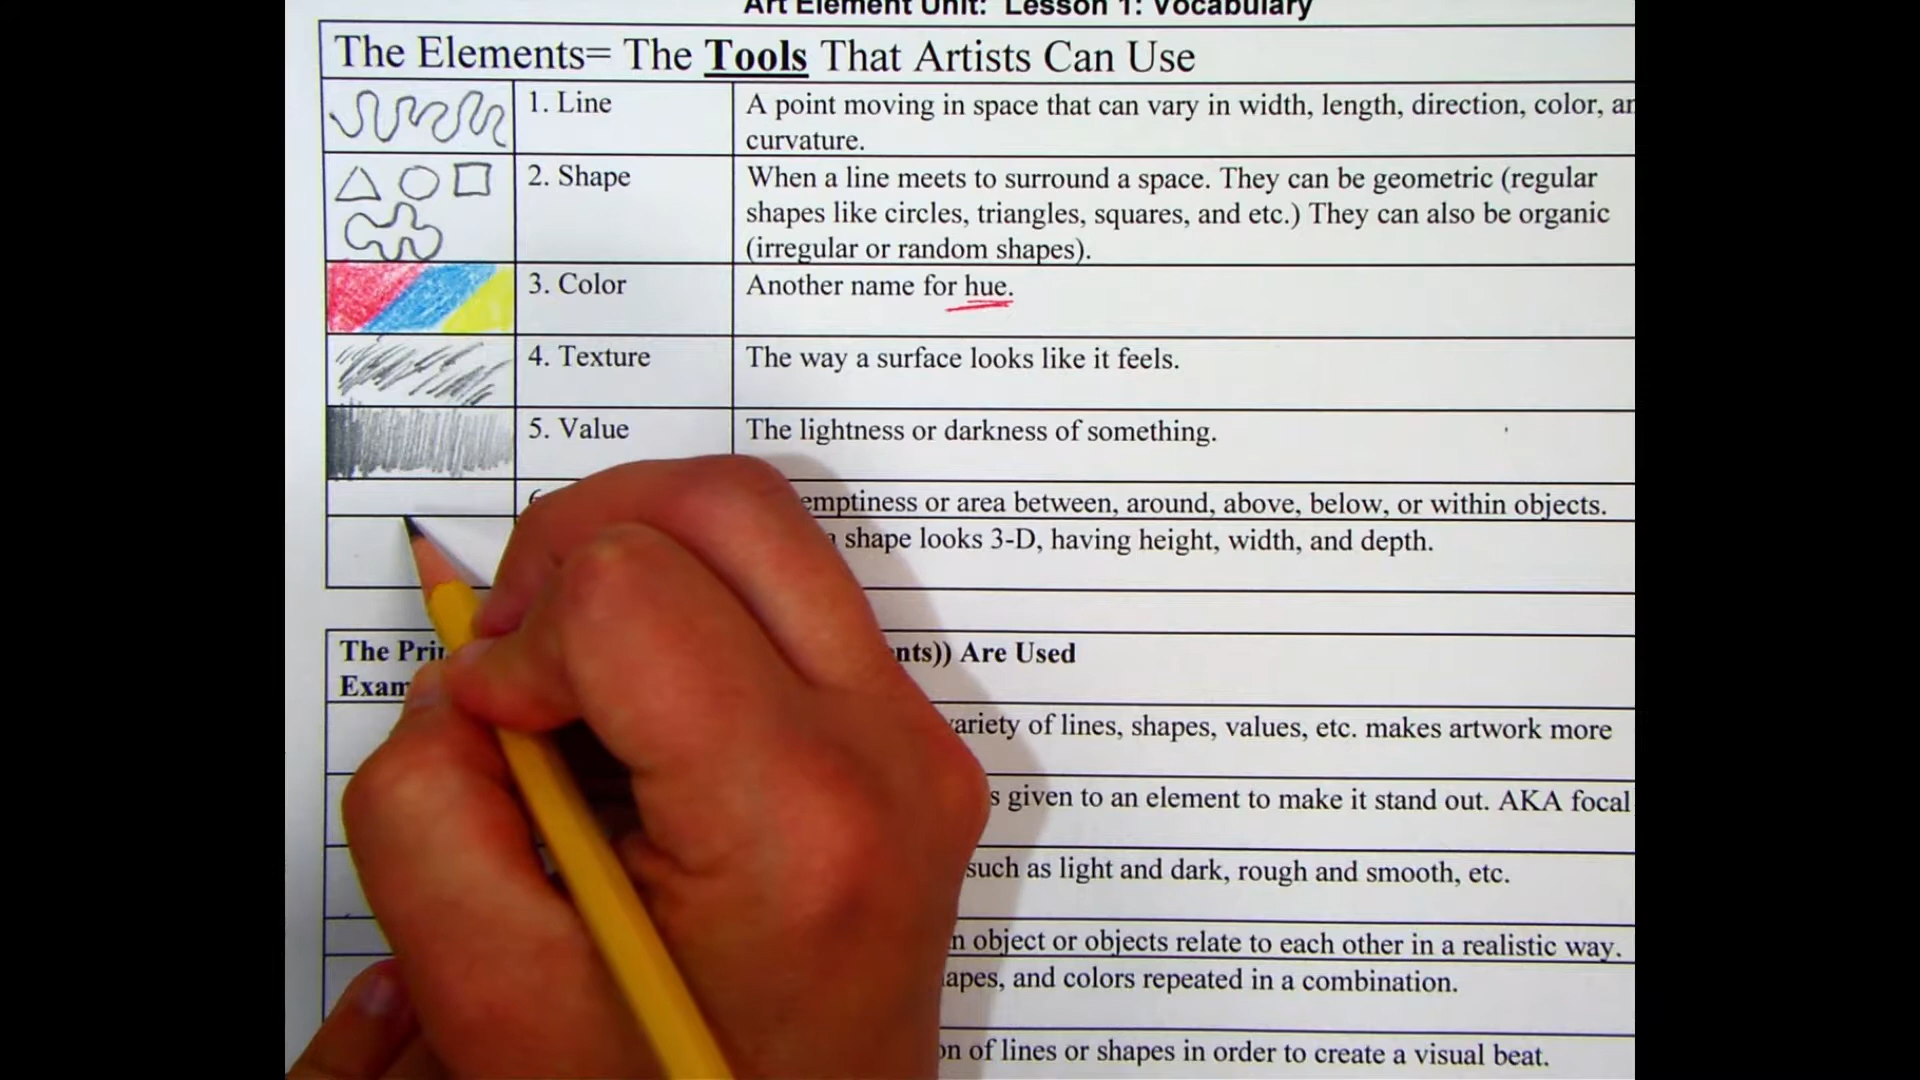 Art Element Unit: Lesson 1: Vocabulary
The Elements= The Tools That Artists Can Use
1. Line
A point moving in space that can vary in width, length, direction, color,
curvature.
2. Shape
When a line meets to surround a space. They can be geometric (regular
shapes like circles, triangles, squares, and etc.) They can also be organic
(irregular or random shapes).
3. Color
Another name for hue.
4. Texture
The way a surface looks like it feels.
5. Value
The lightness or darkness of something.
emptiness or area between, around, above, below, or within objects.
shape looks 3-D, having height, width, and depth.
The
Are Used
of lines, shapes, values, etc. makes artwork more
given to an element to make it stand out. AKA focal
such as light and dark, rough and smooth, etc.
object or objects relate to each other in a realistic way.
and colors repeated in a combination.
of lines or shapes in order to create a visual beat.